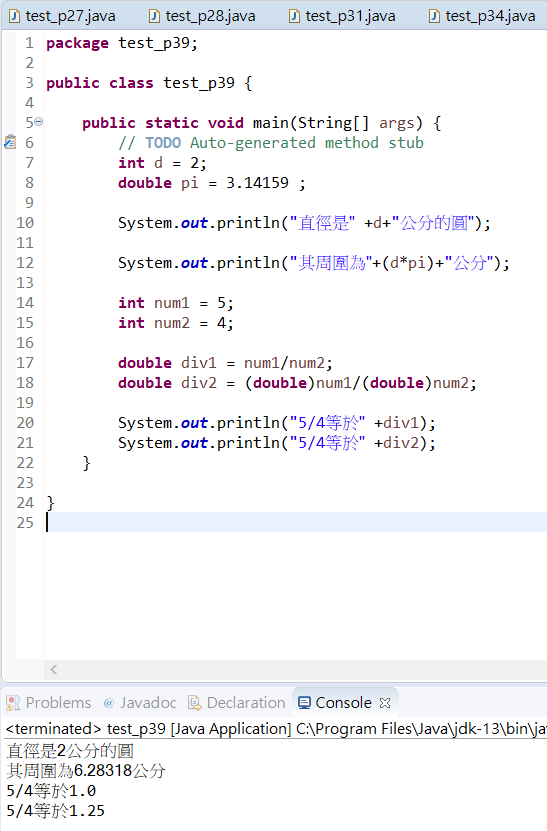 test_p27.java test_p28.java test_p31.java test_p34.java
1 package test_p39;
2
3 public class test_p39 {
4
5 public static void main(String[] args) {
6 // TODO Auto-generated method stub
7 int d = 2;
8 double pi = 3.14159 ;
9
10 System.out.println("直徑是" +d+"公分的圓");
11
12 System.out.println("其周圍為"+(d*pi)+"公分");
13
14 int num1 = 5;
15 int num2 = 4;
16
17 double div1 = num1/num2;
18 double div2 = (double)num1/(double)num2;
19
20 System.out.println("5/4等於" +div1);
21 System.out.println("5/4等於" +div2);
22 }
23
24 }
25
Problems @ Javadoc Declaration Console
<terminated> test_p39 [Java Application] C:\Program Files\Java\jdk-13\bin\jav
直徑是2公分的圓
其周圍為6.28318公分
5/4等於1.0
5/4等於1.25